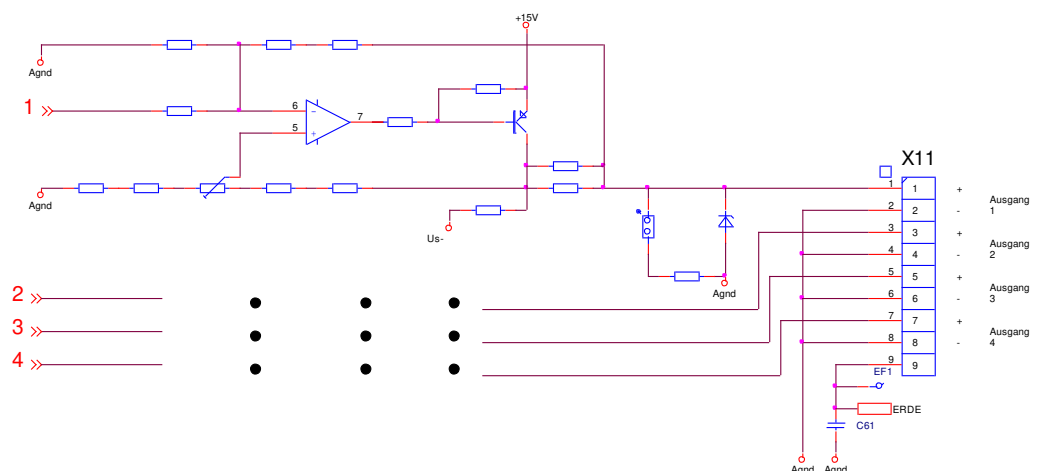 +15V
Agnd
1
6
5
7
Agnd
Us-
X11
1 1 +
2 2 -
Ausgang
1
3 3 +
4 4 -
Ausgang
2
5 5 +
6 6 -
Ausgang
3
7 7 +
8 8 -
Ausgang
4
9 9
Agnd
2
3
4
EF1
ERDE
C61
Agnd Agnd